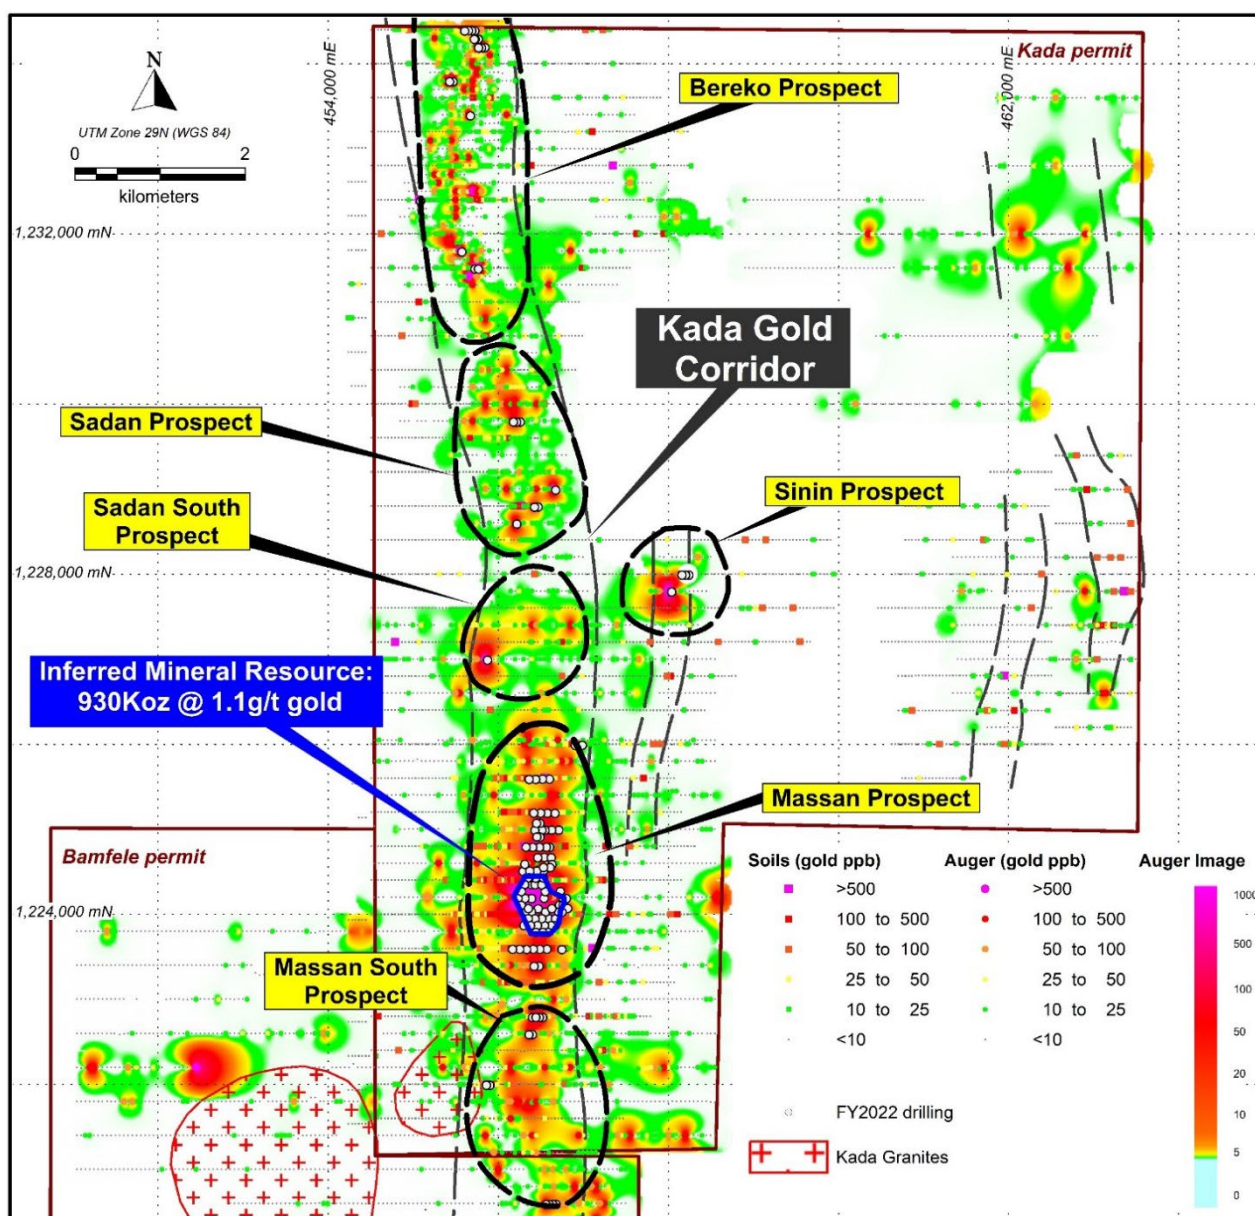 454,000 mE
462,000 mE
Kada permit
N
UTM Zone 29N (WGS 84)
0 2
kilometers
Bereko Prospect
1,232,000 mN
Kada Gold
Corridor
Sadan Prospect
Sinin Prospect
Sadan South
Prospect
1,228,000 mN
Inferred Mineral Resource:
930Koz @ 1.1g/t gold
Massan Prospect
Bamfele permit
1,224,000 mN
Massan South
Prospect
Soils (gold ppb) Auger (gold ppb) Auger Image
>500 >500
100 to 500 100 to 500
50 to 100 50 to 100
25 to 50 25 to 50
10 to 25 10 to 25
<10 <10
FY2022 drilling
Kada Granites
1000
500
100
50
20
10
5
0